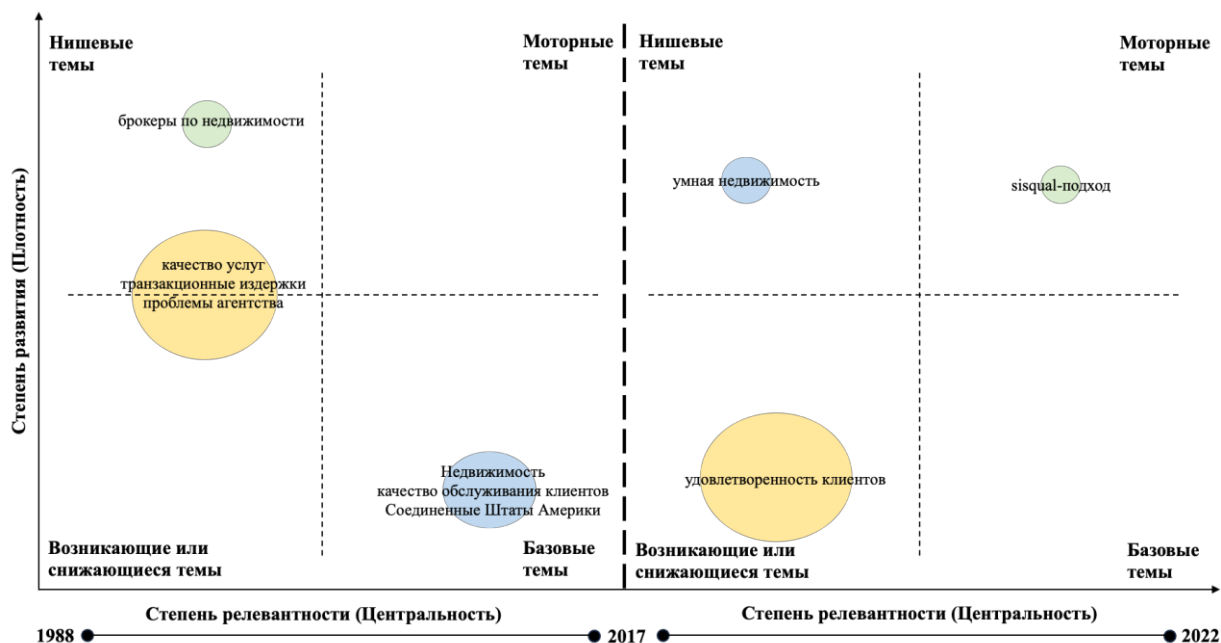 Нишевые
темы
Моторные
темы
брокеры по недвижимости
качество услуг
транзакционные издержки
проблемы агентства
Недвижимость
качество обслуживания клиентов
Соединенные Штаты Америки
Возникающие или
снижающиеся темы
Базовые
темы
Нишевые
темы
Моторные
темы
умная недвижимость
sisqual-подход
удовлетворенность клиентов
Возникающие или
снижающиеся темы
Базовые
темы
Степень развития (Плотность)
Степень релевантности (Центральность)
Степень релевантности (Центральность)
1988
2017
2022